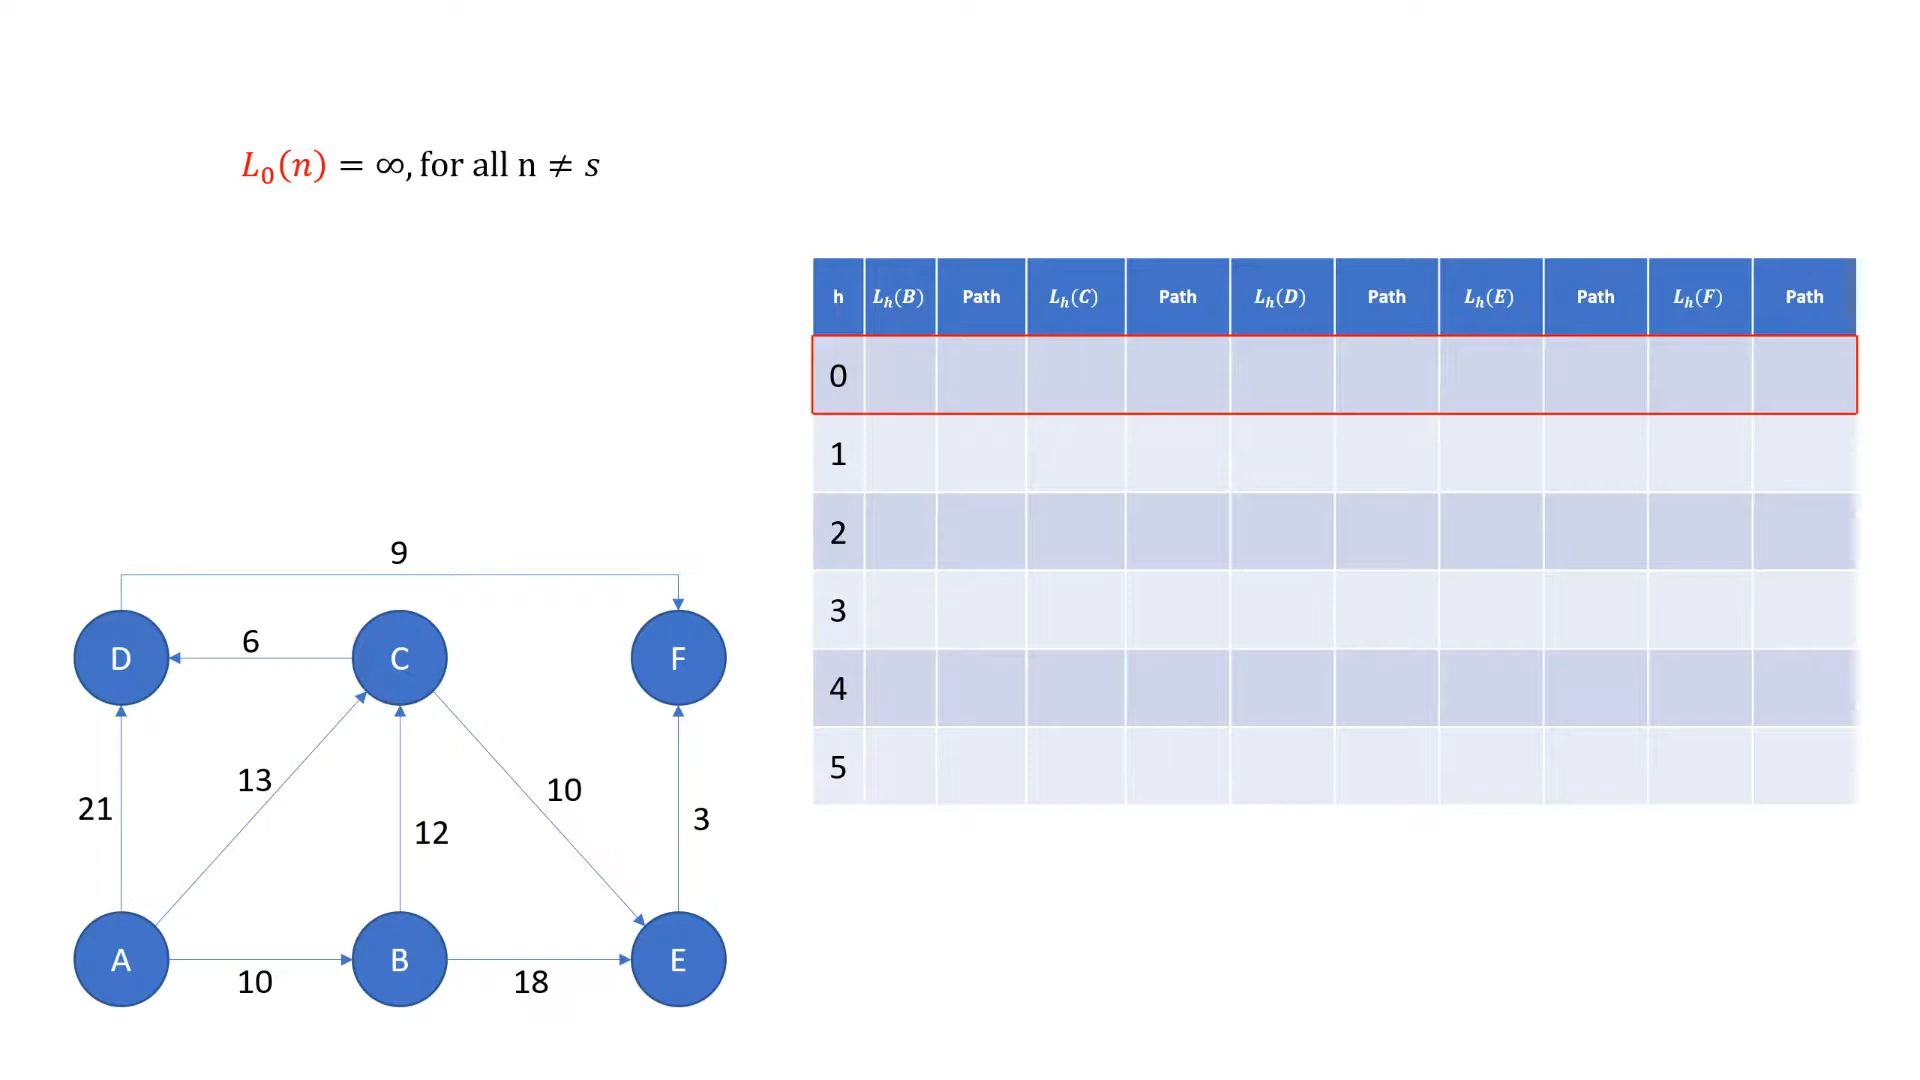 L₀(n) = ∞, for all n ≠ s
h Lₕ(B) Path Lₕ(C) Path Lₕ(D) Path Lₕ(E) Path Lₕ(F) Path
0
1
2
3
4
5
9
D 6 C F
21 13 12 10 3
A 10 B 18 E